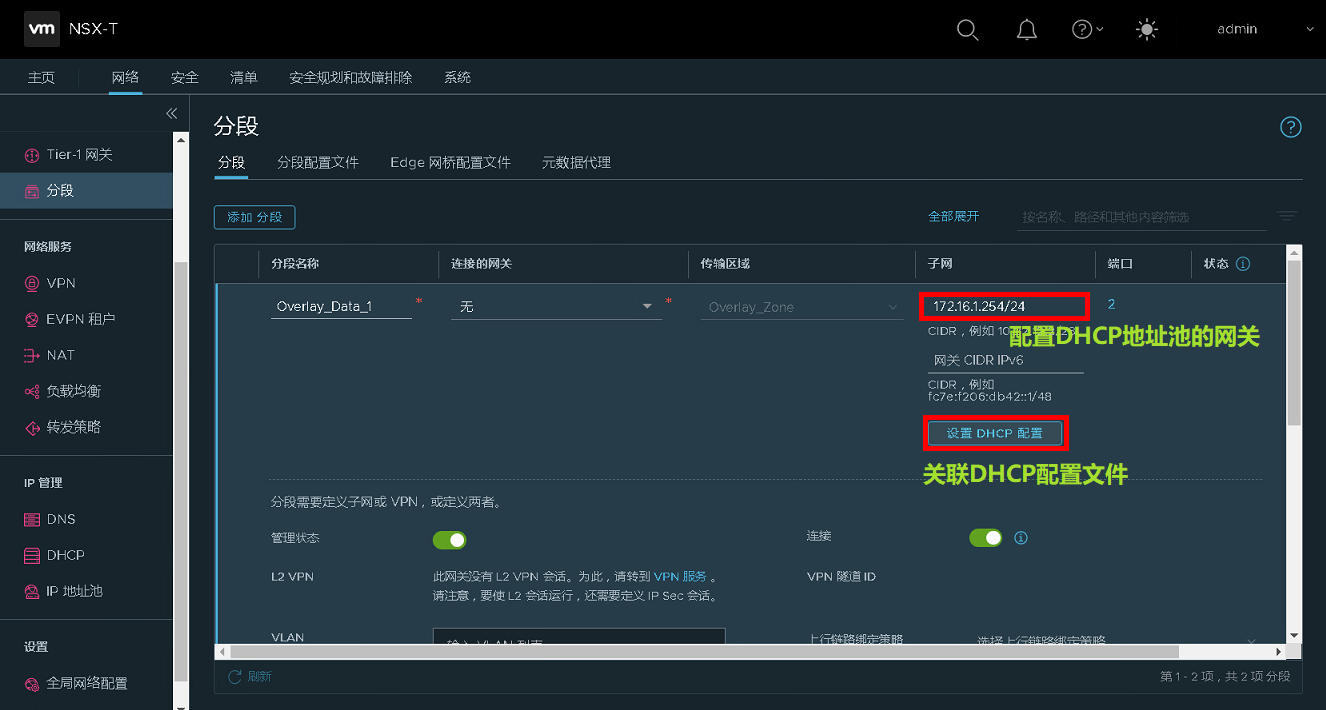 vm NSX-T admin
主页 网络 安全 清单 安全规划和故障排除 系统
Tier-1 网关
分段
网络服务
VPN
EVPN 租户
NAT
负载均衡
转发策略
IP 管理
DNS
DHCP
IP 地址池
设置
全局网络配置
分段
分段 分段配置文件 Edge 网桥配置文件 元数据代理
添加 分段 全部展开 按名称、路径和其他内容筛选
分段名称 连接的网关 传输区域 子网 端口 状态
Overlay_Data_1 * 无 * Overlay_Zone 172.16.1.254/24 2
CIDR，例如
配置DHCP地址池的网关
网关 CIDR IPv6
CIDR，例如
fc7e:f206:db42::1/48
设置 DHCP 配置
关联DHCP配置文件
分段需要定义子网或 VPN，或定义两者。
管理状态 连接
L2 VPN 此网关没有 L2 VPN 会话。为此，请转到 VPN 服务 。 VPN 隧道 ID
请注意，要使 L2 会话运行，还需要定义 IP Sec 会话。
VLAN 输入 VLAN 列表 上行链路绑定策略 选择上行链路绑定策略
刷新 第 1 - 2 项，共 2 项 分段